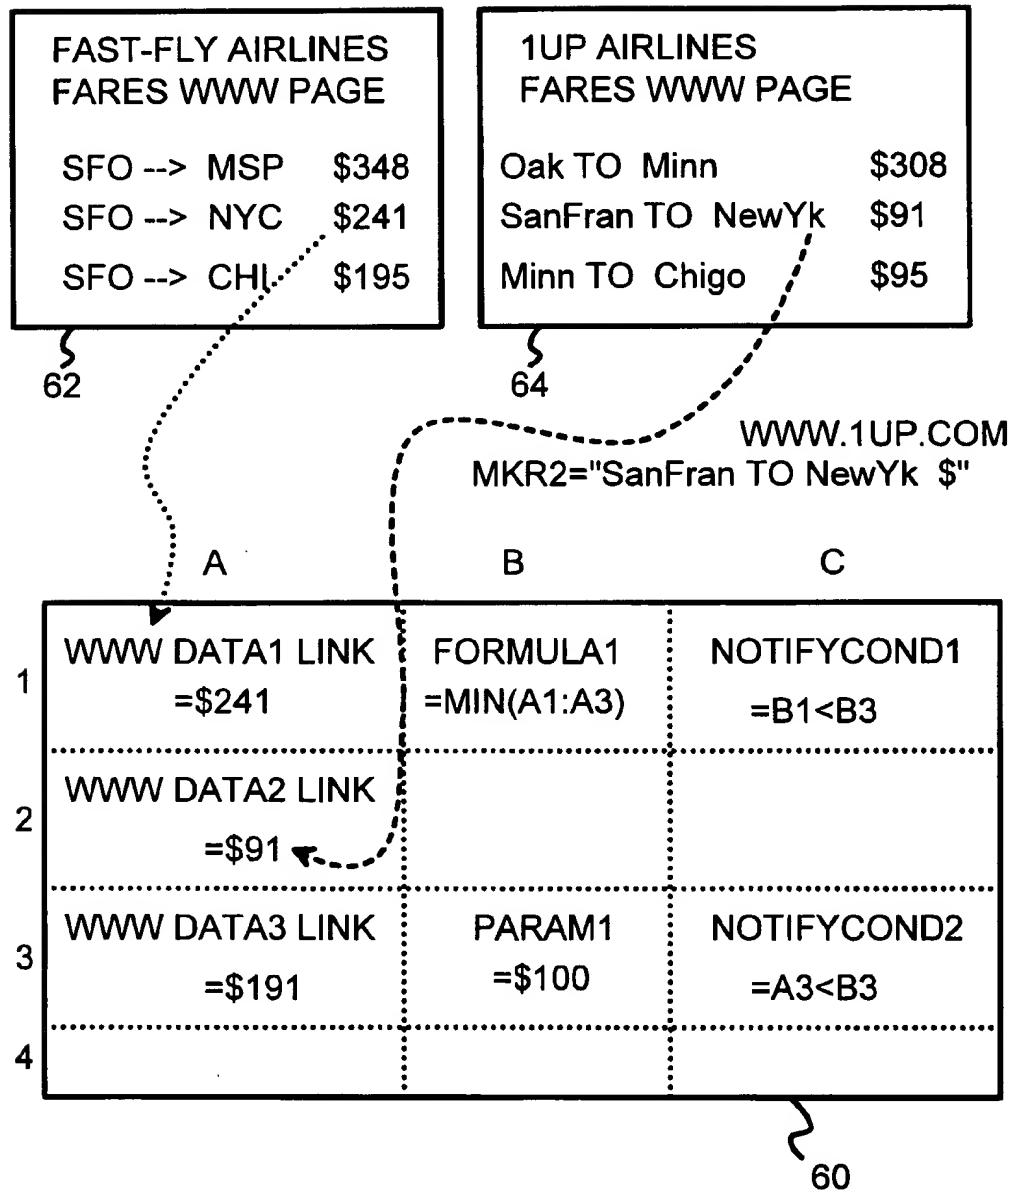 FAST-FLY AIRLINES
FARES WWW PAGE
SFO --> MSP $348
SFO --> NYC $241
SFO --> CHI $195
62
1UP AIRLINES
FARES WWW PAGE
Oak TO Minn $308
SanFran TO NewYk $91
Minn TO Chigo $95
64
WWW.1UP.COM
MKR2="SanFran TO NewYk $"
A B C
1
WWW DATA1 LINK
=$241
FORMULA1
=MIN(A1:A3)
NOTIFYCOND1
=B1<B3
2
WWW DATA2 LINK
=$91
3
WWW DATA3 LINK
=$191
PARAM1
=$100
NOTIFYCOND2
=A3<B3
4
60